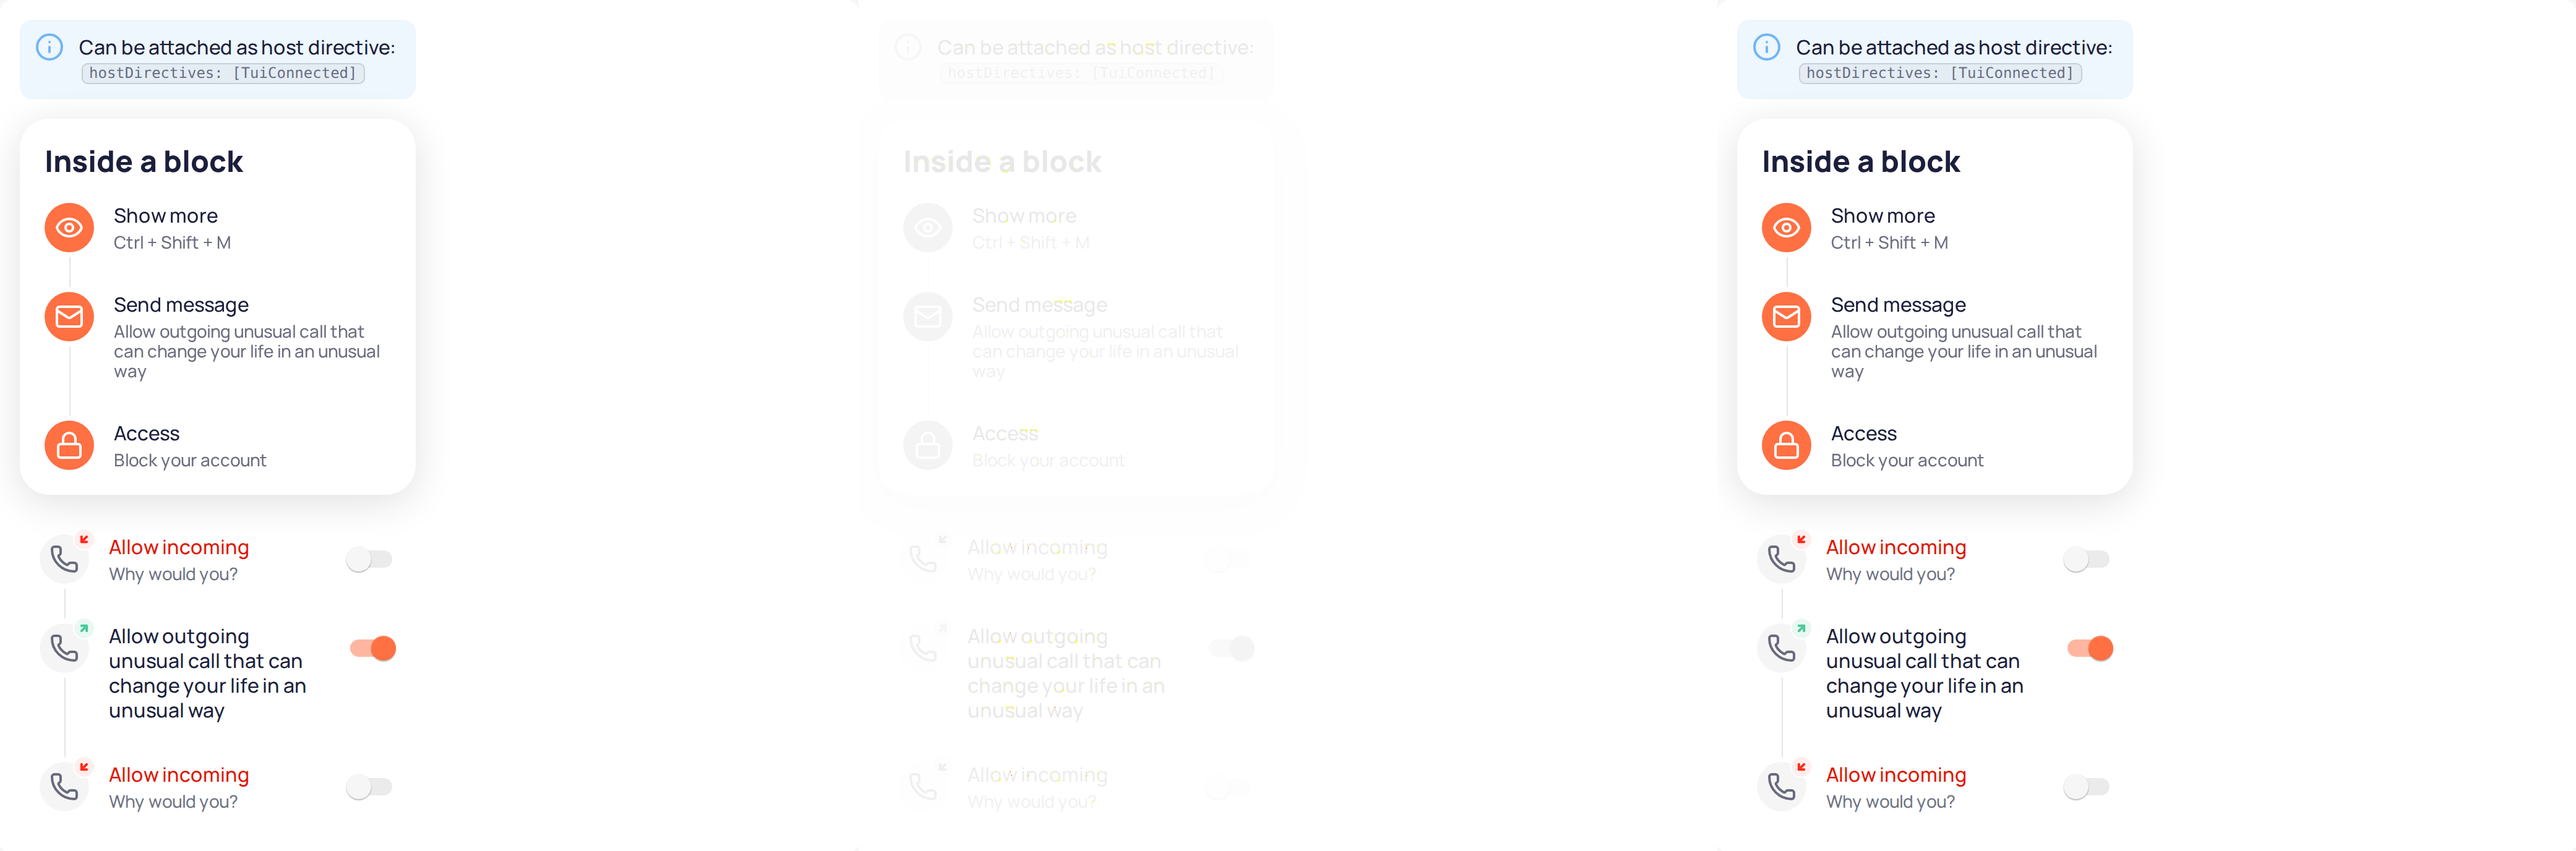 Can be attached as host directive:
hostDirectives: [TuiConnected]
Inside a block
Show more
Ctrl + Shift + M
Send message
Allow outgoing unusual call that
can change your life in an unusual
way
Access
Block your account
Allow incoming
Why would you?
Allow outgoing
unusual call that can
change your life in an
unusual way
Allow incoming
Why would you?
Can be attached as host directive:
hostDirectives: [TuiConnected]
Inside a block
Show more
Ctrl + Shift + M
Send message
Allow outgoing unusual call that
can change your life in an unusual
way
Access
Block your account
Allow incoming
Why would you?
Allow outgoing
unusual call that can
change your life in an
unusual way
Allow incoming
Why would you?
Can be attached as host directive:
hostDirectives: [TuiConnected]
Inside a block
Show more
Ctrl + Shift + M
Send message
Allow outgoing unusual call that
can change your life in an unusual
way
Access
Block your account
Allow incoming
Why would you?
Allow outgoing
unusual call that can
change your life in an
unusual way
Allow incoming
Why would you?